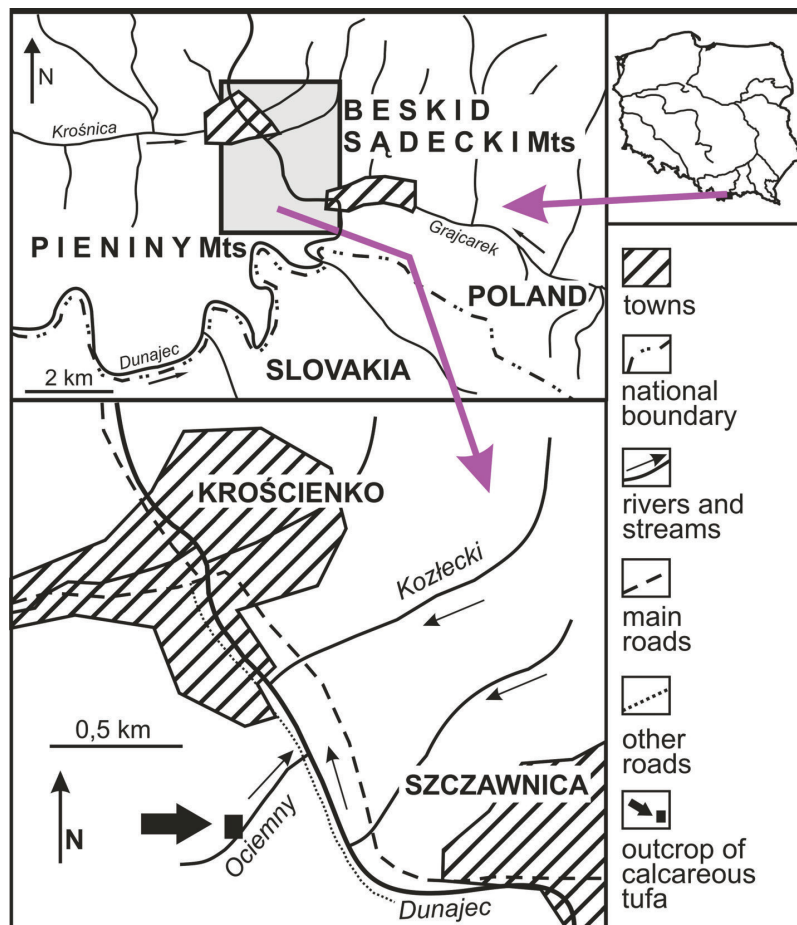 N
Krośnica
BESKID
SĄDECKI Mts
PIENINY Mts
Grajcarek
POLAND
Dunajec
SLOVAKIA
2 km
KROŚCIENKO
Kozłecki
0,5 km
SZCZAWNICA
N
Ociemny
Dunajec
towns
national
boundary
rivers and
streams
main
roads
other
roads
outcrop of
calcareous
tufa